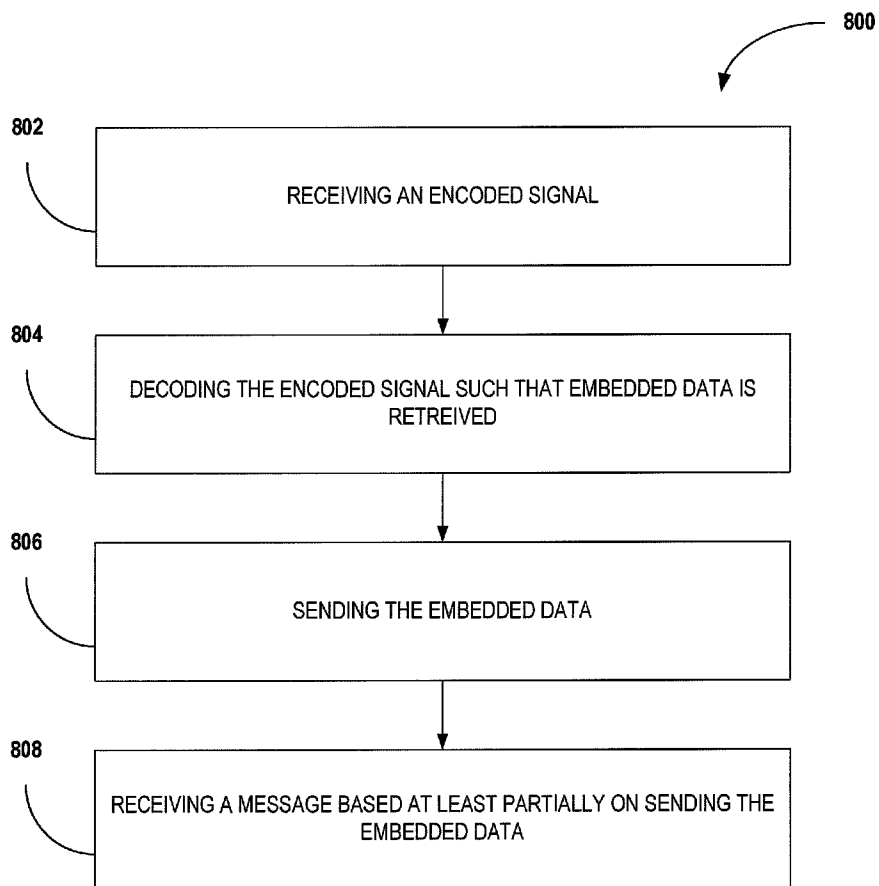 800
802
RECEIVING AN ENCODED SIGNAL
804
DECODING THE ENCODED SIGNAL SUCH THAT EMBEDDED DATA IS
RETREIVED
806
SENDING THE EMBEDDED DATA
808
RECEIVING A MESSAGE BASED AT LEAST PARTIALLY ON SENDING THE
EMBEDDED DATA